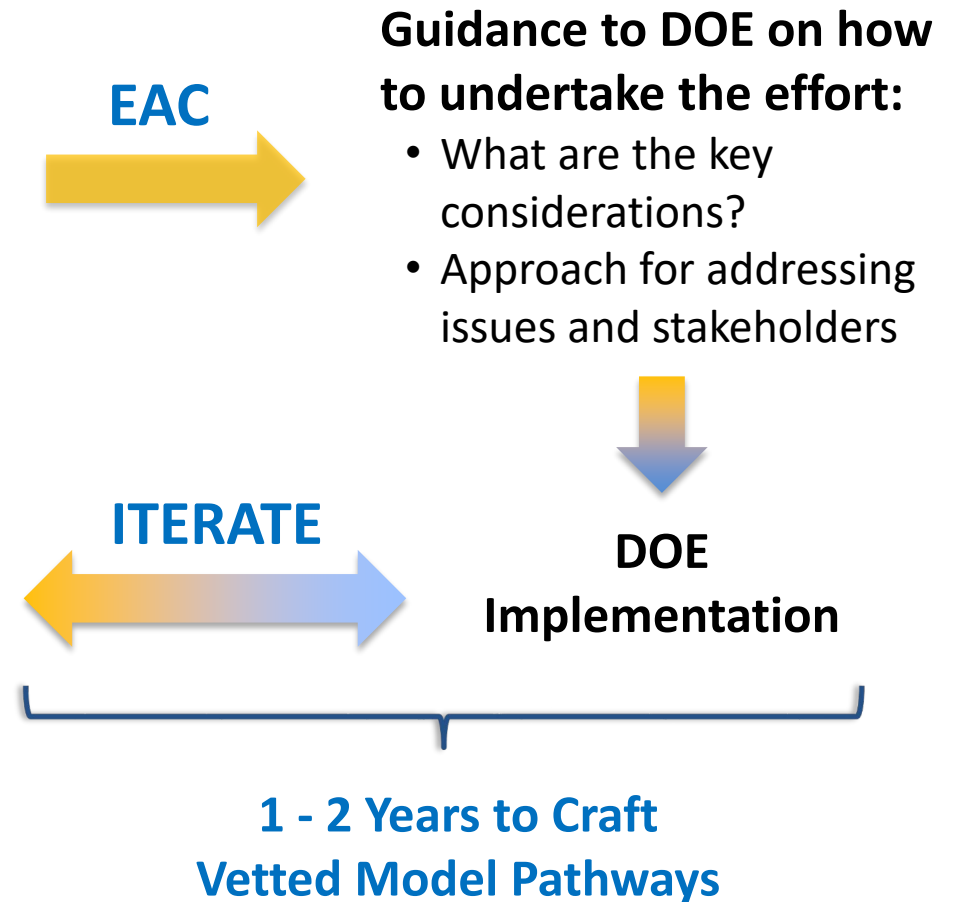 EAC
Guidance to DOE on how
to undertake the effort:
• What are the key
considerations?
• Approach for addressing
issues and stakeholders
ITERATE
DOE
Implementation
1 - 2 Years to Craft
Vetted Model Pathways